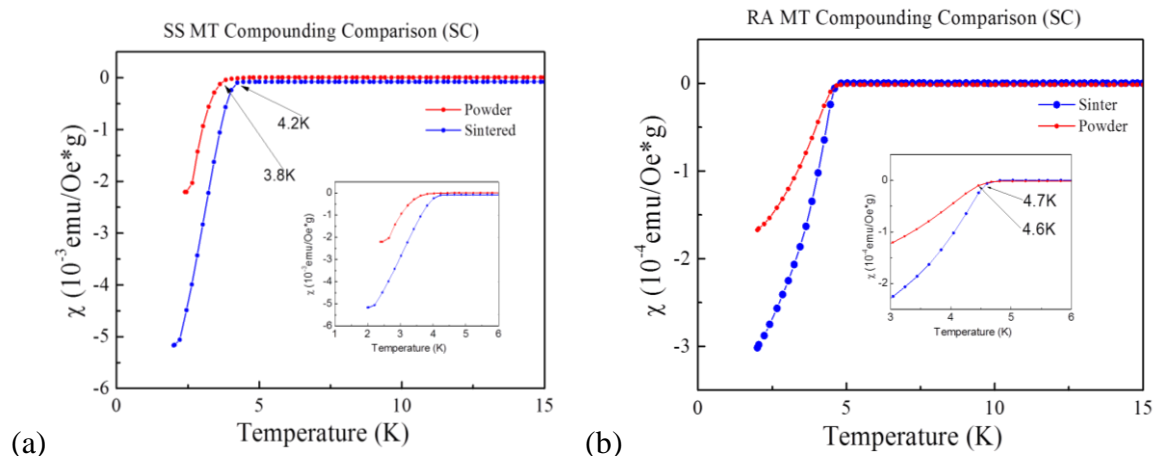 SS MT Compounding Comparison (SC)
0
-1
-2
-3
-4
-5
-6
χ (10⁻³emu/Oe*g)
Powder
Sintered
4.2K
3.8K
0
-1
-2
-3
-4
-5
-6
χ (10⁻³emu/Oe*g)
1 2 3 4 5 6
Temperature (K)
0 5 10 15
Temperature (K)
(a)
RA MT Compounding Comparison (SC)
0
-1
-2
-3
χ (10⁻⁴emu/Oe*g)
Sinter
Powder
0
-1
-2
χ (10⁻⁴emu/Oe*g)
4.7K
4.6K
3 4 5 6
Temperature (K)
0 5 10 15
Temperature (K)
(b)